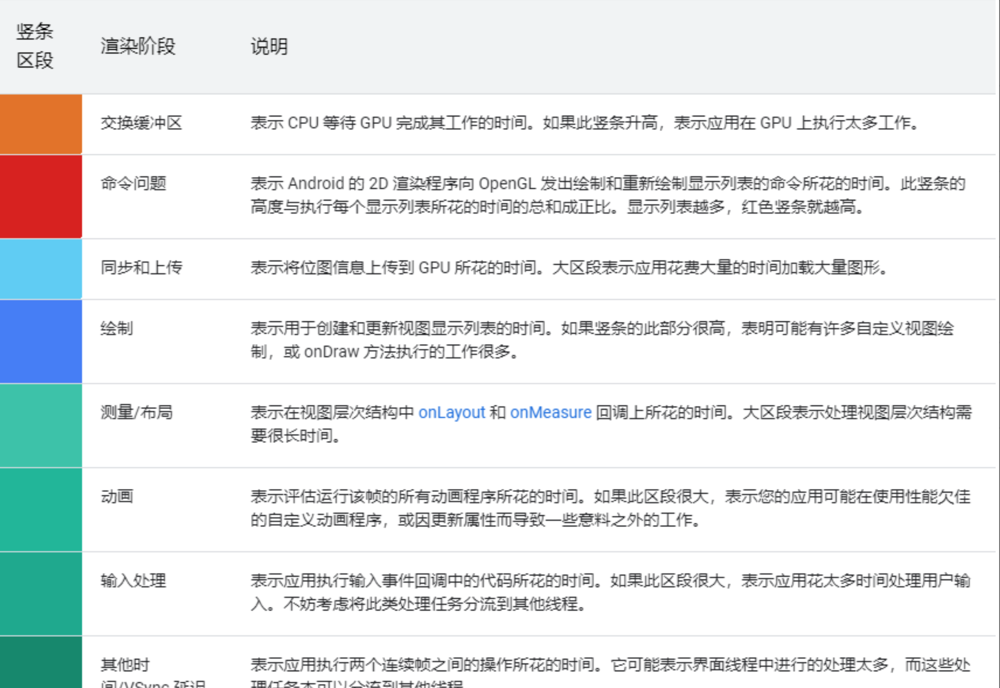 竖条
区段
渲染阶段
说明
交换缓冲区
表示 CPU 等待 GPU 完成其工作的时间。如果此竖条升高，表示应用在 GPU 上执行太多工作。
命令问题
表示 Android 的 2D 渲染程序向 OpenGL 发出绘制和重新绘制显示列表的命令所花的时间。此竖条的
高度与执行每个显示列表所花的时间的总和成正比。显示列表越多，红色竖条就越高。
同步和上传
表示将位图信息上传到 GPU 所花的时间。大区段表示应用花费大量的时间加载大量图形。
绘制
表示用于创建和更新视图显示列表的时间。如果竖条的此部分很高，表明可能有许多自定义视图绘
制，或 onDraw 方法执行的工作很多。
测量/布局
表示在视图层次结构中 onLayout 和 onMeasure 回调上所花的时间。大区段表示处理视图层次结构需
要很长时间。
动画
表示评估运行该帧的所有动画程序所花的时间。如果此区段很大，表示您的应用可能在使用性能欠佳
的自定义动画程序，或因更新属性而导致一些意料之外的工作。
输入处理
表示应用执行输入事件回调中的代码所花的时间。如果此区段很大，表示应用花太多时间处理用户输
入。不妨考虑将此类处理任务分流到其他线程。
其他时
间/VSync 延迟
表示应用执行两个连续帧之间的操作所花的时间。它可能表示界面线程中进行的处理太多，而这些处
理任务本可以分流到其他线程